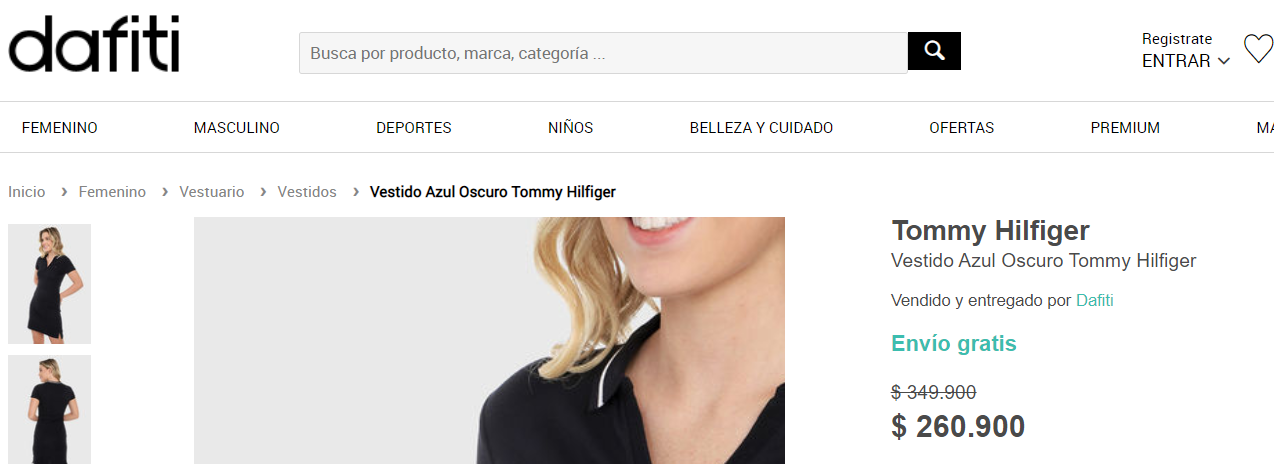 dafiti
Busca por producto, marca, categoría ...
Registrate
ENTRAR
FEMENINO MASCULINO DEPORTES NIÑOS BELLEZA Y CUIDADO OFERTAS PREMIUM MA
Inicio › Femenino › Vestuario › Vestidos › Vestido Azul Oscuro Tommy Hilfiger
Tommy Hilfiger
Vestido Azul Oscuro Tommy Hilfiger
Vendido y entregado por Dafiti
Envío gratis
$ 349.900
$ 260.900